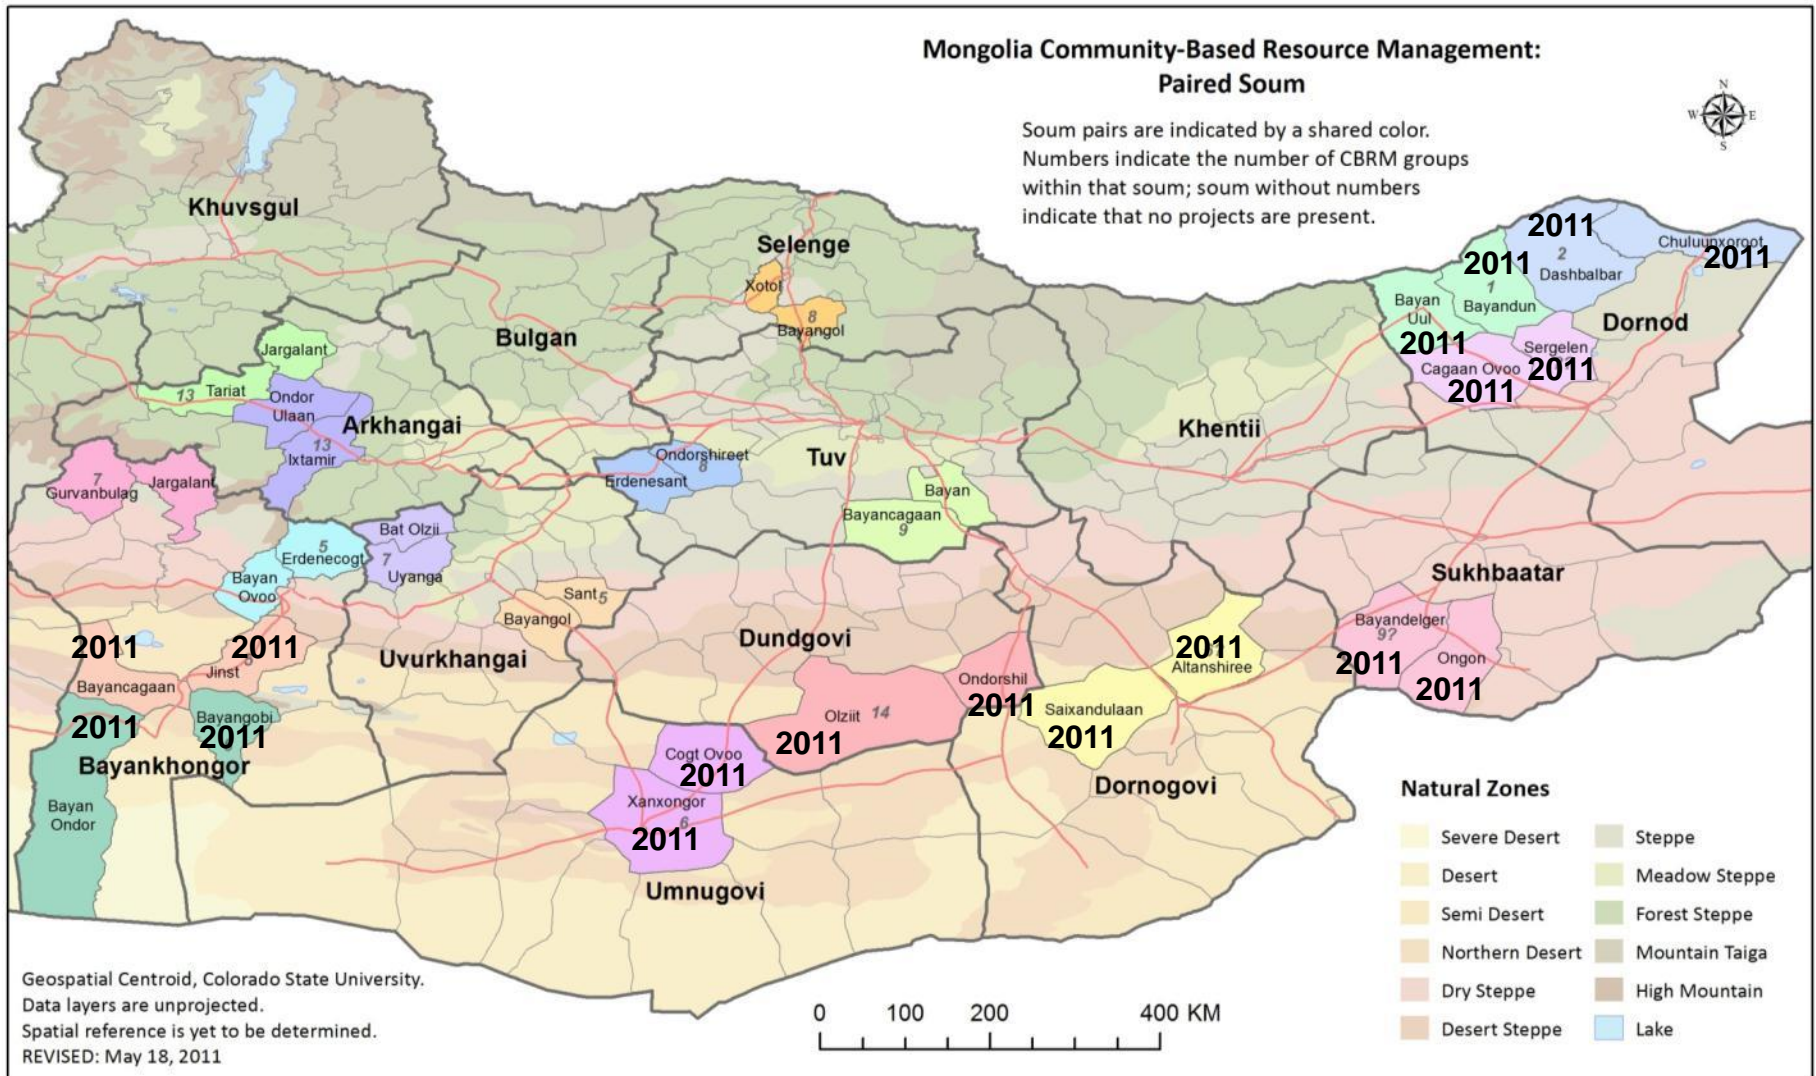 Mongolia Community-Based Resource Management:
Paired Soum
Soum pairs are indicated by a shared color.
Numbers indicate the number of CBRM groups
within that soum; soum without numbers
indicate that no projects are present.
N
W E
S
Khuvsgul
Selenge
Xotol
8
Bayangol
Bulgan
Jargalant
13 Tariat
Ondor
Ulaan
13
Ixtamir
Arkhangai
7
Gurvanbulag
Jargalant
Ondorshireet
8
Erdenesant
Tuv
Bayan
Bayancagaan
9
Khentii
2011
2
Dashbalbar
Chuluunxoroot
2011
2011
1
Bayandun
Bayan
Uul
2011
Dornod
Sergelen
2011
Cagaan Ovoo
2011
Bat Olzii
7
Uyanga
5
Erdenecogt
Bayan
Ovoo
Sant 5
Bayangol
Uvurkhangai
Dundgovi
Sukhbaatar
Bayandelger
9?
2011
Ongon
2011
2011
Bayancagaan
2011
Jinst
2011
Bayangobi
2011
Bayankhongor
Bayan
Ondor
2011
Altanshiree
Saixandulaan
2011
Dornogovi
Ondorshil
2011
Olziit 14
2011
Cogt Ovoo
2011
Xanxongor
6
2011
Umnugovi
Natural Zones
Severe Desert
Desert
Semi Desert
Northern Desert
Dry Steppe
Desert Steppe
Steppe
Meadow Steppe
Forest Steppe
Mountain Taiga
High Mountain
Lake
Geospatial Centroid, Colorado State University.
Data layers are unprojected.
Spatial reference is yet to be determined.
REVISED: May 18, 2011
0 100 200 400 KM